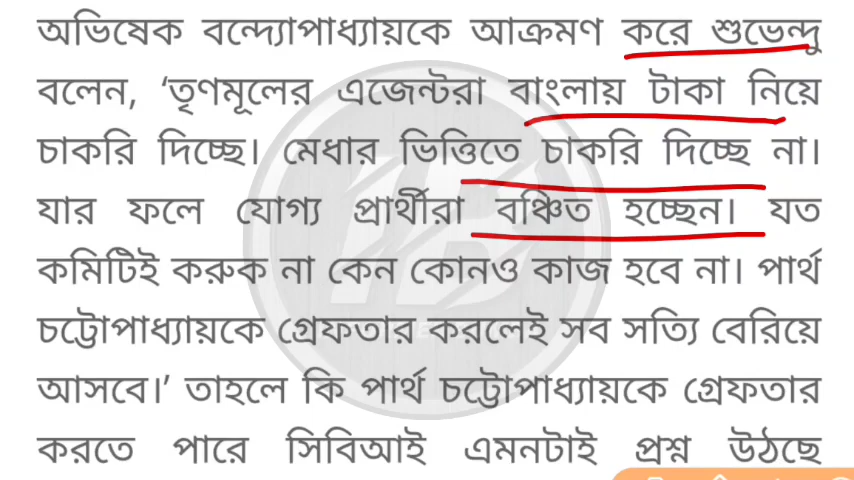 অভিষেক বন্দ্যোপাধ্যায়কে আক্রমণ করে শুভেন্দু
বলেন, ‘তৃণমূলের এজেন্টরা বাংলায় টাকা নিয়ে
চাকরি দিচ্ছে। মেধার ভিত্তিতে চাকরি দিচ্ছে না।
যার ফলে যোগ্য প্রার্থীরা বঞ্চিত হচ্ছেন। যত
কমিটিই করুক না কেন কোনও কাজ হবে না। পার্থ
চট্টোপাধ্যায়কে গ্রেফতার করলেই সব সত্যি বেরিয়ে
আসবে।’ তাহলে কি পার্থ চট্টোপাধ্যায়কে গ্রেফতার
করতে পারে সিবিআই এমনটাই প্রশ্ন উঠছে